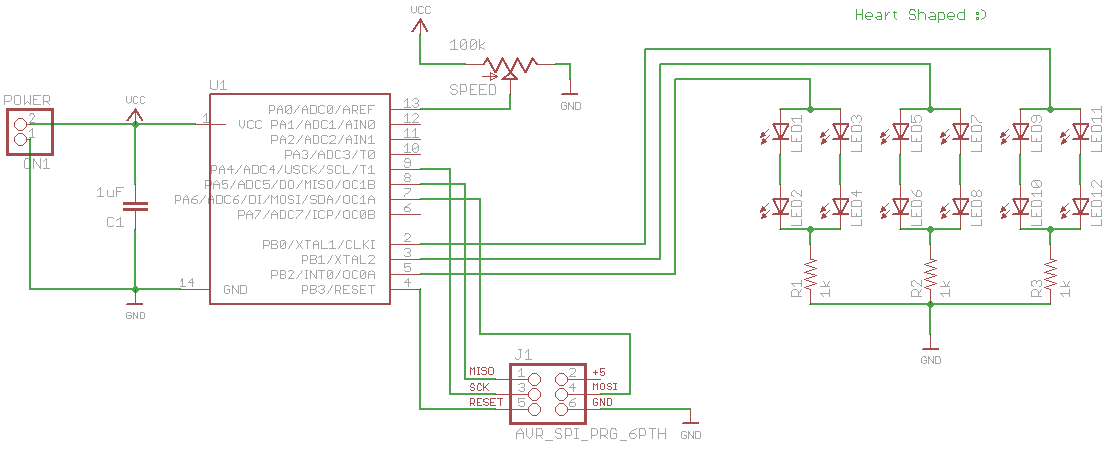 Heart Shaped :)
VCC
100k
SPEED
GND
POWER
2
1
CN1
VCC
1uF
C1
GND
U1
1
VCC
14
GND
PA0/ADC0/AREF 13
PA1/ADC1/AIN0 12
PA2/ADC2/AIN1 11
PA3/ADC3/T0 10
PA4/ADC4/USCK/SCL/T1 9
PA5/ADC5/DO/MISO/OC1B 8
PA6/ADC6/DI/MOSI/SDA/OC1A 7
PA7/ADC7/ICP/OC0B 6
PB0/XTAL1/CLKI 2
PB1/XTAL2 3
PB2/INT0/OC0A 5
PB3/RESET 4
LED1
LED3
LED5
LED7
LED9
LED11
LED2
LED4
LED6
LED8
LED10
LED12
R1
1k
R2
1k
R3
1k
GND
J1
MISO 1 2 +5
SCK 3 4 MOSI
RESET 5 6 GND
AVR_SPI_PRG_6PTH
GND